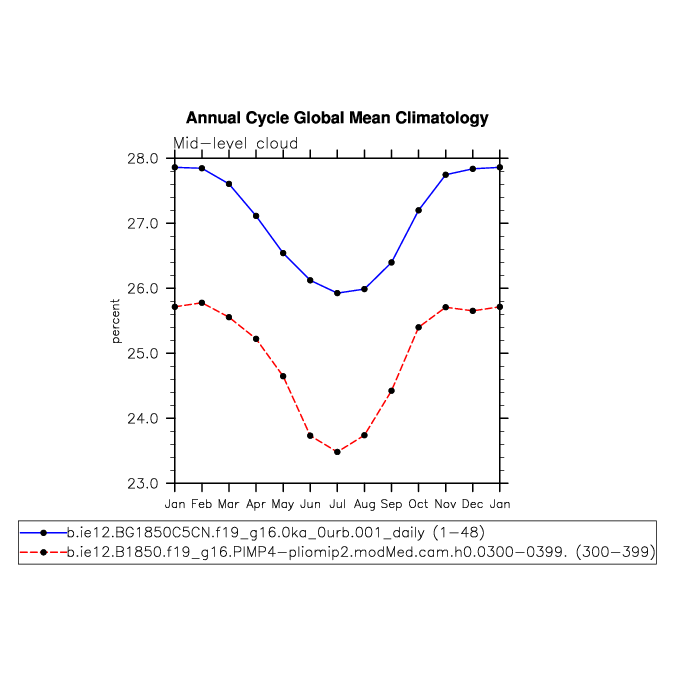 Annual Cycle Global Mean Climatology
Mid-level cloud
28.0
27.0
26.0
25.0
24.0
23.0
percent
Jan Feb Mar Apr May Jun Jul Aug Sep Oct Nov Dec Jan
b.ie12.BG1850C5CN.f19_g16.0ka_0urb.001_daily (1-48)
b.ie12.B1850.f19_g16.PIMP4-pliomip2.modMed.cam.h0.0300-0399. (300-399)